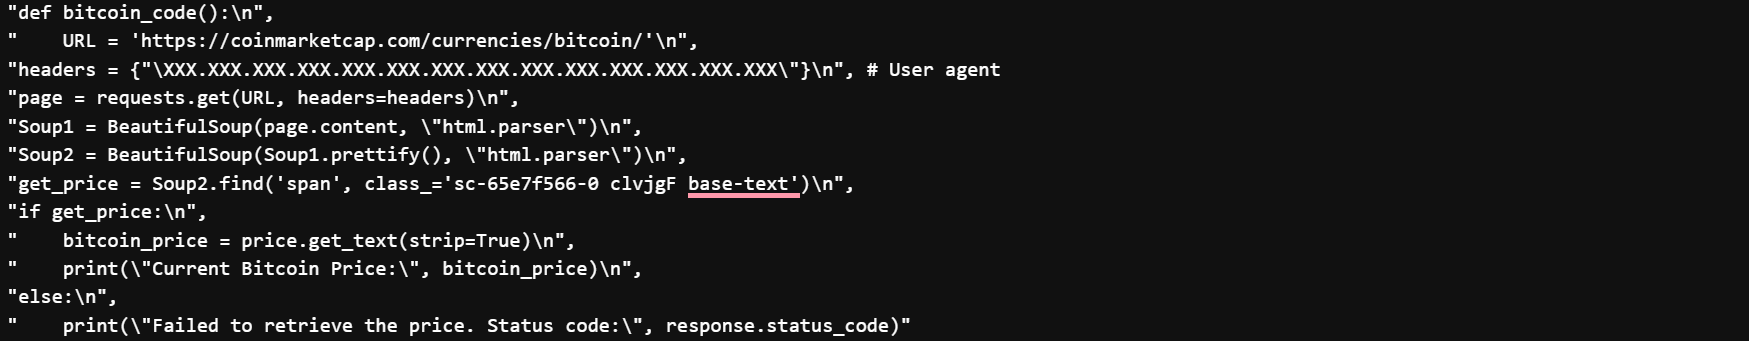 "def bitcoin_code():\n",
"    URL = 'https://coinmarketcap.com/currencies/bitcoin/'\n",
"headers = {"\XXX.XXX.XXX.XXX.XXX.XXX.XXX.XXX.XXX.XXX.XXX.XXX.XXX.XXX\"}\n", # User agent
"page = requests.get(URL, headers=headers)\n",
"Soup1 = BeautifulSoup(page.content, \"html.parser\")\n",
"Soup2 = BeautifulSoup(Soup1.prettify(), \"html.parser\")\n",
"get_price = Soup2.find('span', class_='sc-65e7f566-0 clvjgF base-text')\n",
"if get_price:\n",
"    bitcoin_price = price.get_text(strip=True)\n",
"    print(\"Current Bitcoin Price:\", bitcoin_price)\n",
"else:\n",
"    print(\"Failed to retrieve the price. Status code:\", response.status_code)"